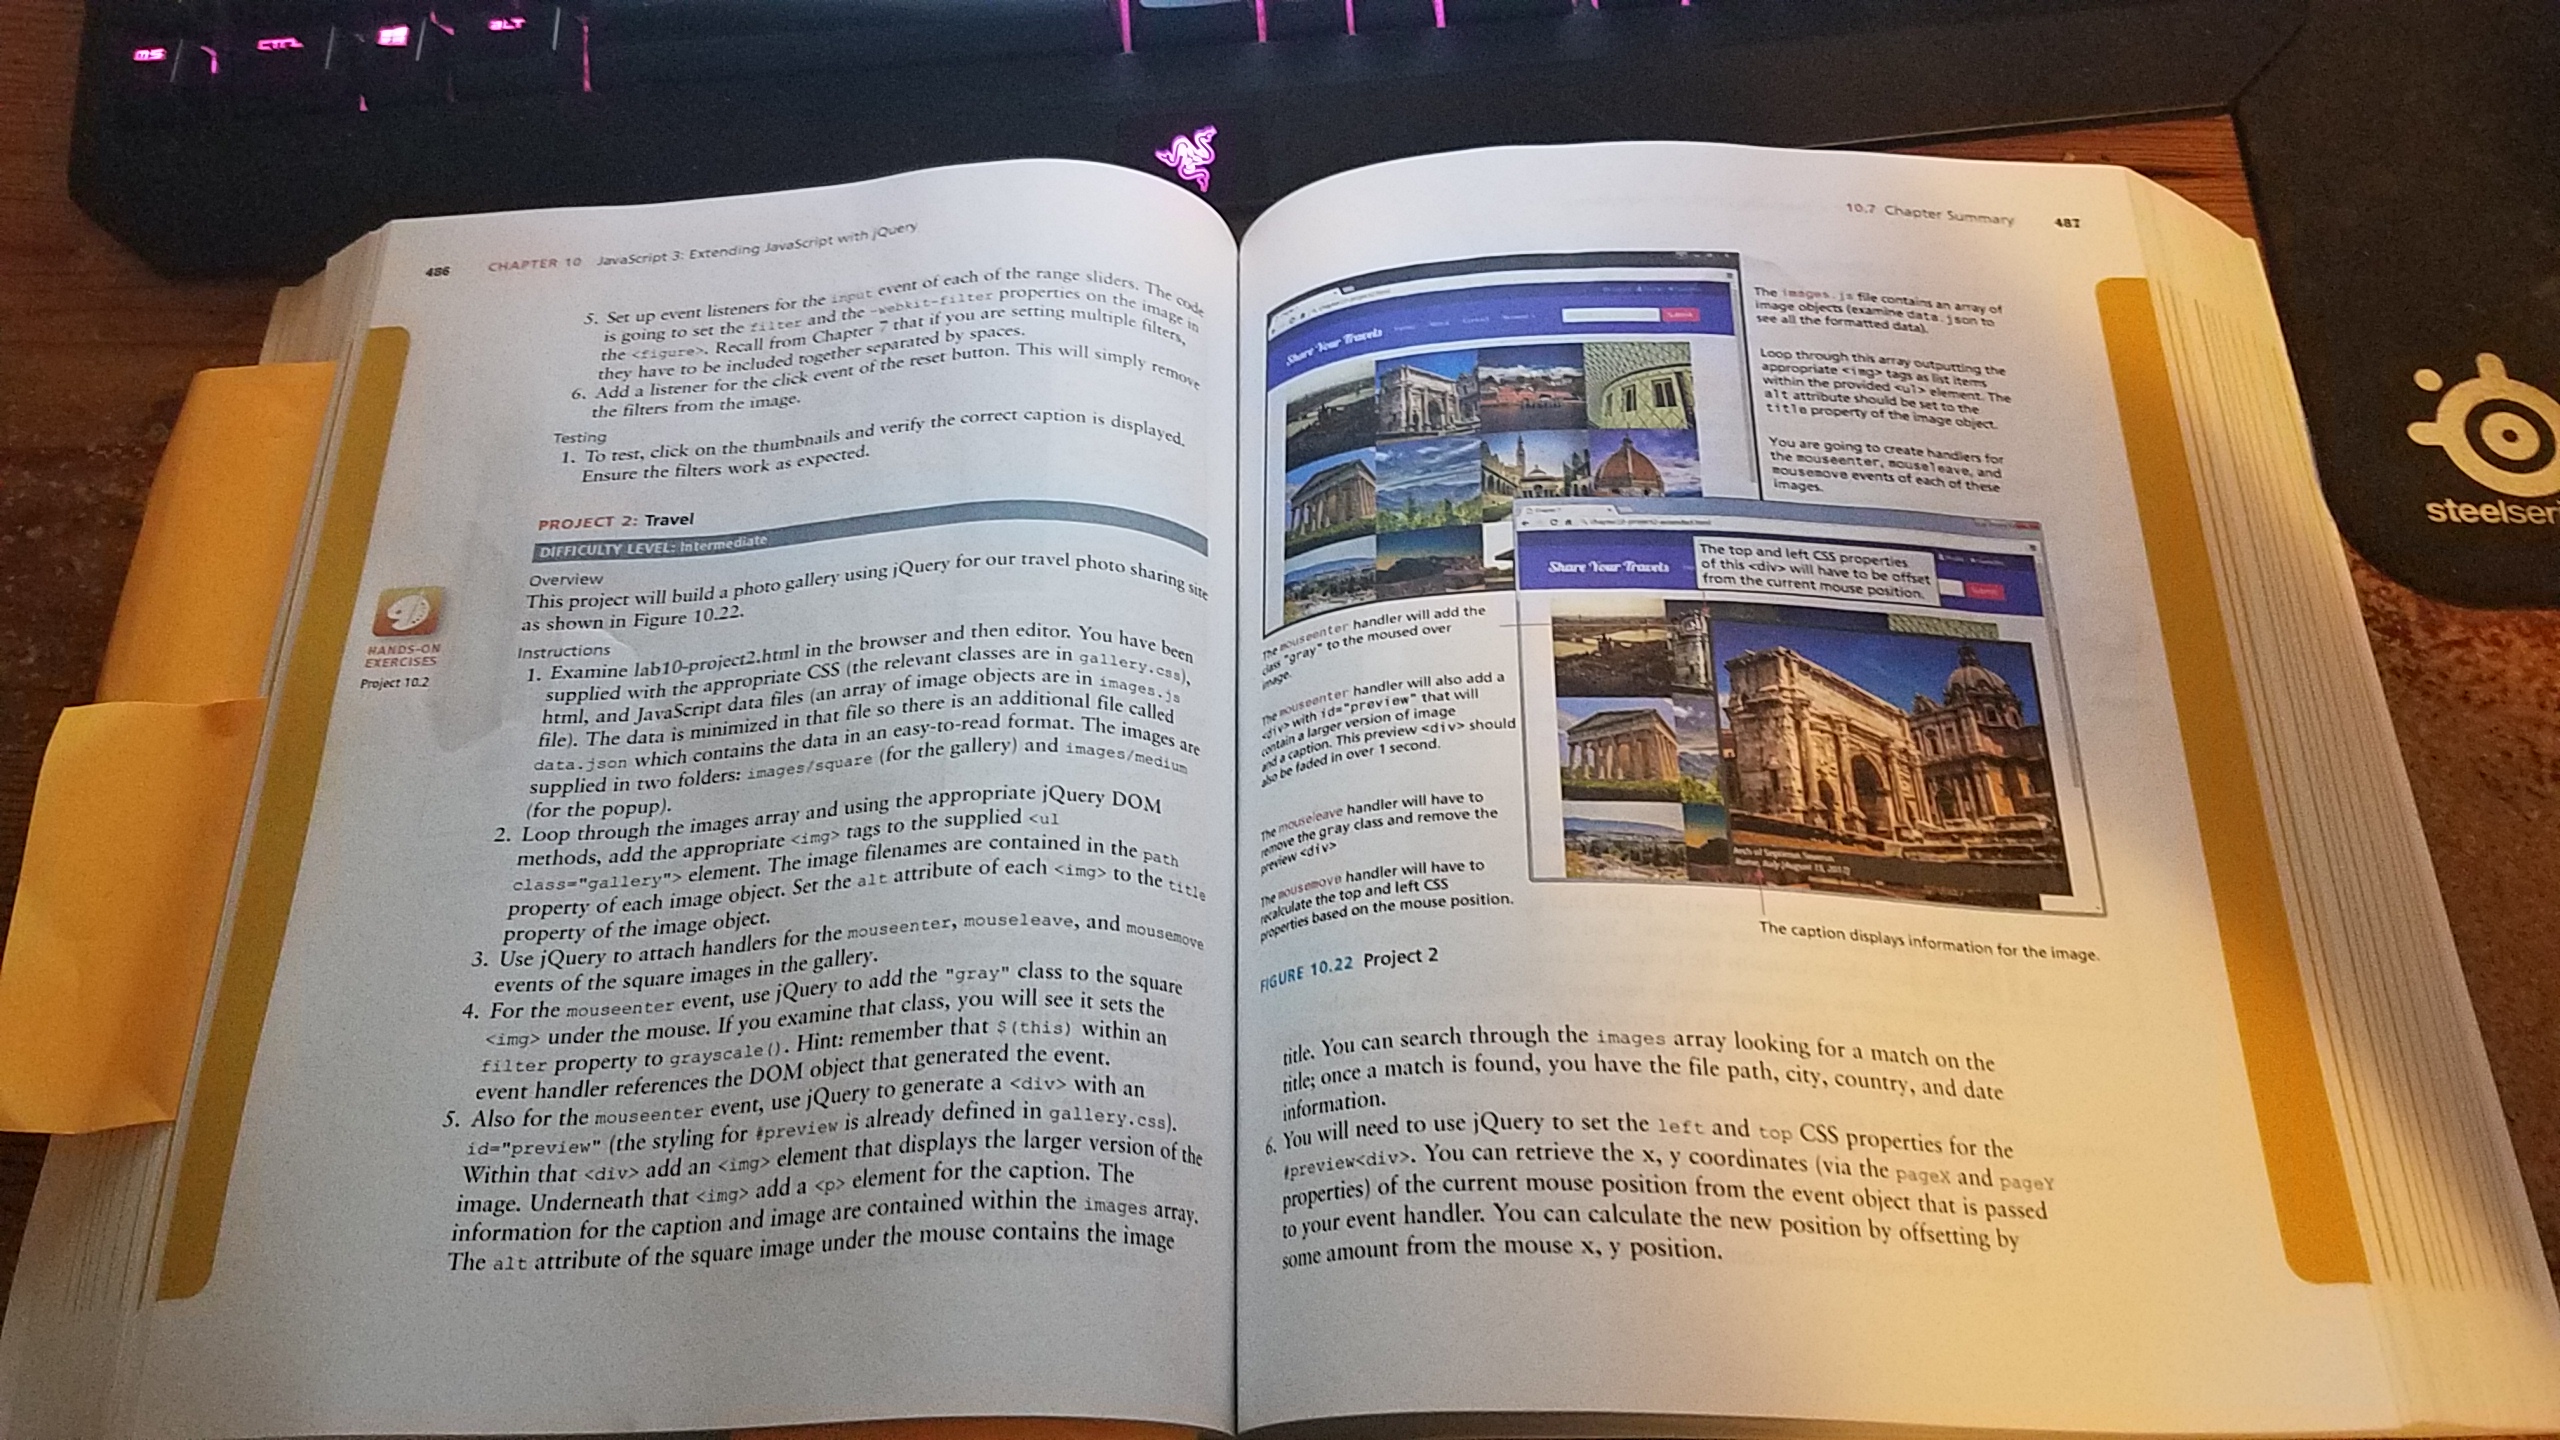 CTRL
ALT
486
CHAPTER 10 JavaScript 3: Extending JavaScript with jQuery
5. Set up event listeners for the input event of each of the range sliders. The code
is going to set the filter and the -webkit-filter properties on the image in
the <figure>. Recall from Chapter 7 that if you are setting multiple filters,
they have to be included together separated by spaces.
6. Add a listener for the click event of the reset button. This will simply remove
the filters from the image.
Testing
1. To test, click on the thumbnails and verify the correct caption is displayed.
Ensure the filters work as expected.
PROJECT 2: Travel
DIFFICULTY LEVEL: Intermediate
HANDS-ON
EXERCISES
Project 10.2
Overview
This project will build a photo gallery using jQuery for our travel photo sharing site
as shown in Figure 10.22.
Instructions
1. Examine lab10-project2.html in the browser and then editor. You have been
supplied with the appropriate CSS (the relevant classes are in gallery.css),
html, and JavaScript data files (an array of image objects are in images.js
file). The data is minimized in that file so there is an additional file called
data.json which contains the data in an easy-to-read format. The images are
supplied in two folders: images/square (for the gallery) and images/medium
(for the popup).
2. Loop through the images array and using the appropriate jQuery DOM
methods, add the appropriate <img> tags to the supplied <ul
class="gallery"> element. The image filenames are contained in the path
property of each image object. Set the alt attribute of each <img> to the title
property of the image object.
3. Use jQuery to attach handlers for the mouseenter, mouseleave, and mousemove
events of the square images in the gallery.
4. For the mouseenter event, use jQuery to add the "gray" class to the square
<img> under the mouse. If you examine that class, you will see it sets the
filter property to grayscale(). Hint: remember that $(this) within an
event handler references the DOM object that generated the event.
5. Also for the mouseenter event, use jQuery to generate a <div> with an
id="preview" (the styling for #preview is already defined in gallery.css).
Within that <div> add an <img> element that displays the larger version of the
image. Underneath that <img> add a <p> element for the caption. The
information for the caption and image are contained within the images array.
The alt attribute of the square image under the mouse contains the image
10.7 Chapter Summary 487
Share Your Travels
Submit
The images.js file contains an array of
image objects (examine data.json to
see all the formatted data).
Loop through this array outputting the
appropriate <img> tags as list items
within the provided <ul> element. The
alt attribute should be set to the
title property of the image object.
You are going to create handlers for
the mouseenter, mouseleave, and
mousemove events of each of these
images.
Share Your Travels
The top and left CSS properties
of this <div> will have to be offset
from the current mouse position.
Submit
The mouseenter handler will add the
class "gray" to the moused over
image.
The mouseenter handler will also add a
<div> with id="preview" that will
contain a larger version of image
and a caption. This preview <div> should
also be faded in over 1 second.
The mouseleave handler will have to
remove the gray class and remove the
preview <div>
The mousemove handler will have to
recalculate the top and left CSS
properties based on the mouse position.
The caption displays information for the image.
FIGURE 10.22 Project 2
title. You can search through the images array looking for a match on the
title; once a match is found, you have the file path, city, country, and date
information.
6. You will need to use jQuery to set the left and top CSS properties for the
#preview<div>. You can retrieve the x, y coordinates (via the pageX and pageY
properties) of the current mouse position from the event object that is passed
to your event handler. You can calculate the new position by offsetting by
some amount from the mouse x, y position.
steelseri